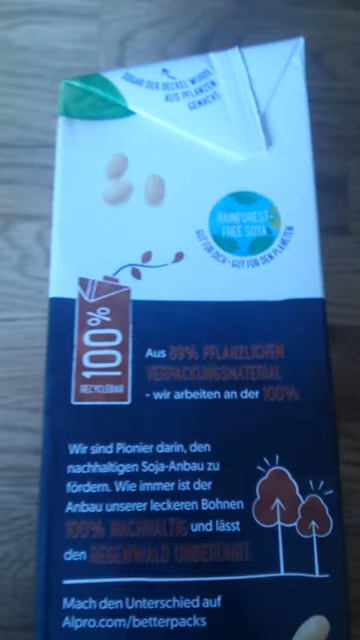 SOGAR DER DECKEL WURDE
AUS PFLANZEN
GEMACHT.
RAINFOREST-
FREE SOYA
GUT FÜR DICH - GUT FÜR DEN PLANETEN
100%
RECYCLEBAR
Aus 89% PFLANZLICHEN
VERPACKUNGSMATERIAL
- wir arbeiten an der 100%.
Wir sind Pionier darin, den
nachhaltigen Soja-Anbau zu
fördern. Wie immer ist der
Anbau unserer leckeren Bohnen
100% NACHHALTIG und lässt
den REGENWALD UNBERÜHRT.
Mach den Unterschied auf
Alpro.com/betterpacks